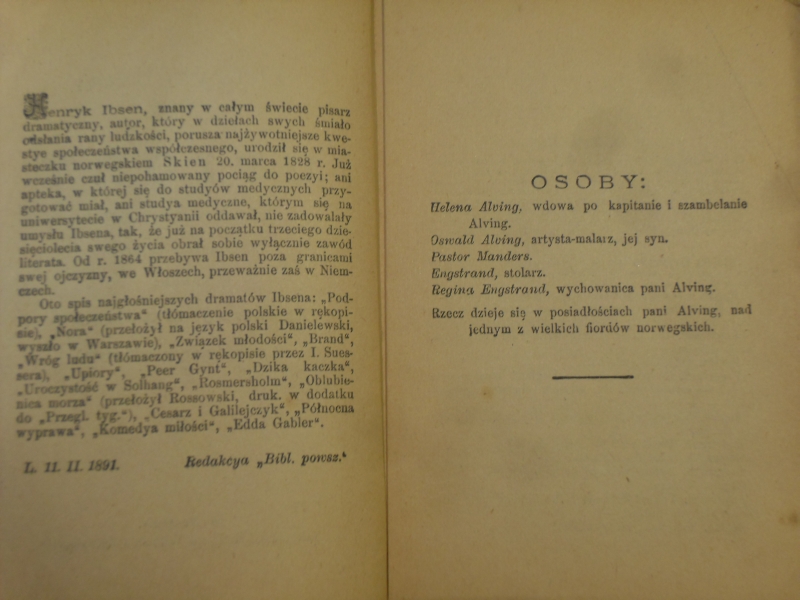 Henryk Ibsen, znany w całym świecie pisarz
dramatyczny, autor, który w dziełach swych śmiało
odsłania rany ludzkości, porusza najżywotniejsze kwe-
stye społeczeństwa współczesnego, urodził się w mia-
steczku norwegskiem Skien 20. marca 1828 r. Już
wcześnie czuł niepohamowany pociąg do poezyi; ani
apteka, w której się do studyów medycznych przy-
gotować miał, ani studya medyczne, którym się na
uniwersytecie w Chrystyanii oddawał, nie zadowalały
umysłu Ibsena, tak, że już na początku trzeciego dzie-
sięciolecia swego życia obrał sobie wyłącznie zawód
literata. Od r. 1864 przebywa Ibsen poza granicami
swej ojczyzny, we Włoszech, przeważnie zaś w Niem-
czech.
Oto spis najgłośniejszych dramatów Ibsena: „Pod-
pory społeczeństwa“ (tłómaczenie polskie w rękopi-
sie), „Nora“ (przełożył na język polski Danielewski,
wyszło w Warszawie), „Związek młodości“, „Brand“,
„Wróg ludu“ (tłómaczony w rękopisie przez I. Sues-
sera), „Upiory“, „Peer Gynt“, „Dzika kaczka“,
„Uroczystość w Solhaug“, „Rosmersholm“, „Oblubie-
nica morza“ (przełożył Rossowski, druk. w dodatku
do „Przegl. tyg.“), „Cesarz i Galilejczyk“, „Północna
wyprawa“, „Komedya miłości“, „Edda Gabler“.
L. 11. II. 1891.
Redakcya „Bibl. powsz.“
OSOBY:
Helena Alving, wdowa po kapitanie i szambelanie
Alving.
Oswald Alving, artysta-malarz, jej syn.
Pastor Manders.
Engstrand, stolarz.
Regina Engstrand, wychowanica pani Alving.
Rzecz dzieje się w posiadłościach pani Alving, nad
jednym z wielkich fiordów norwegskich.